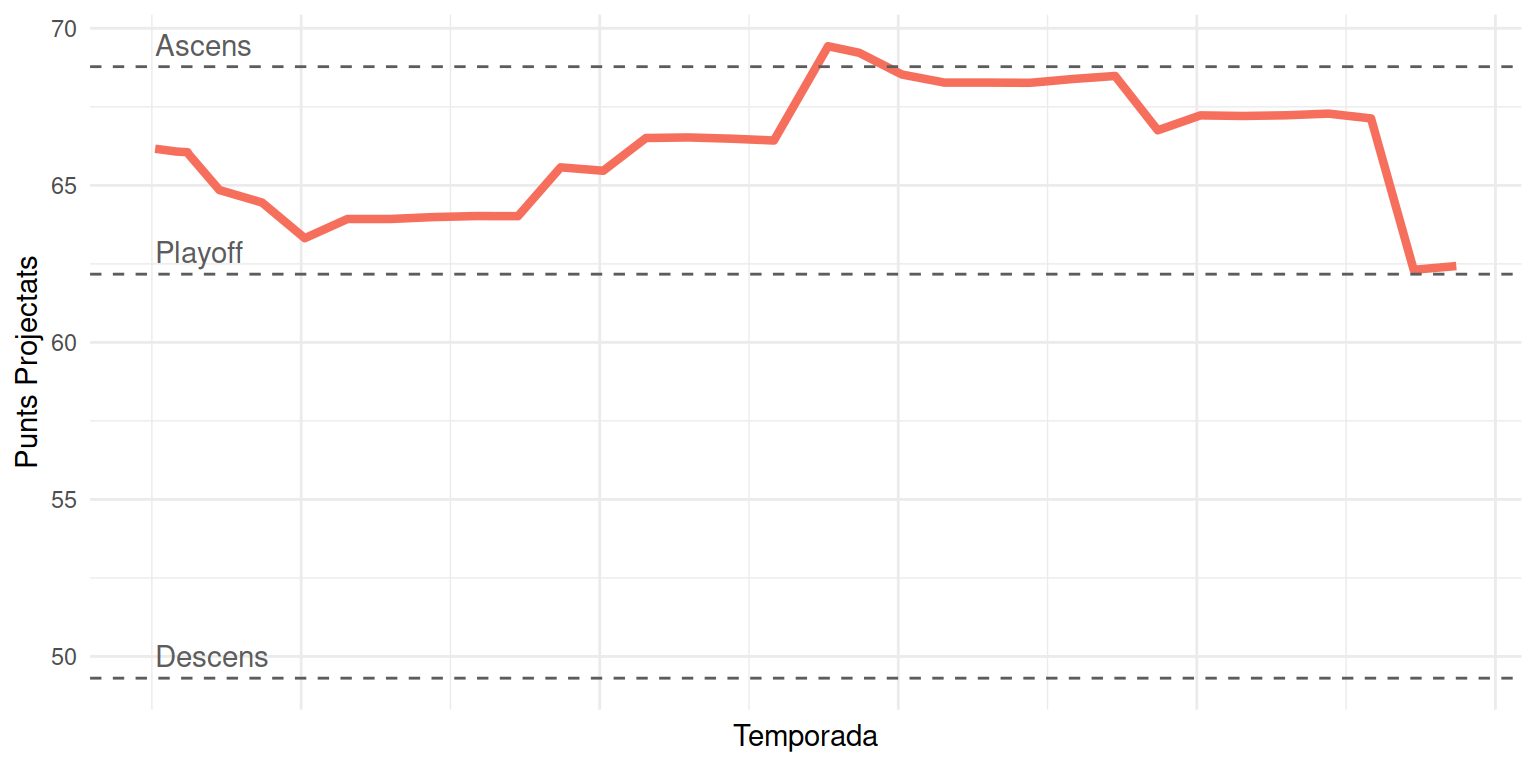 70
Ascens
65
Playoff
60
55
Descens
50
Punts Projectats
Temporada